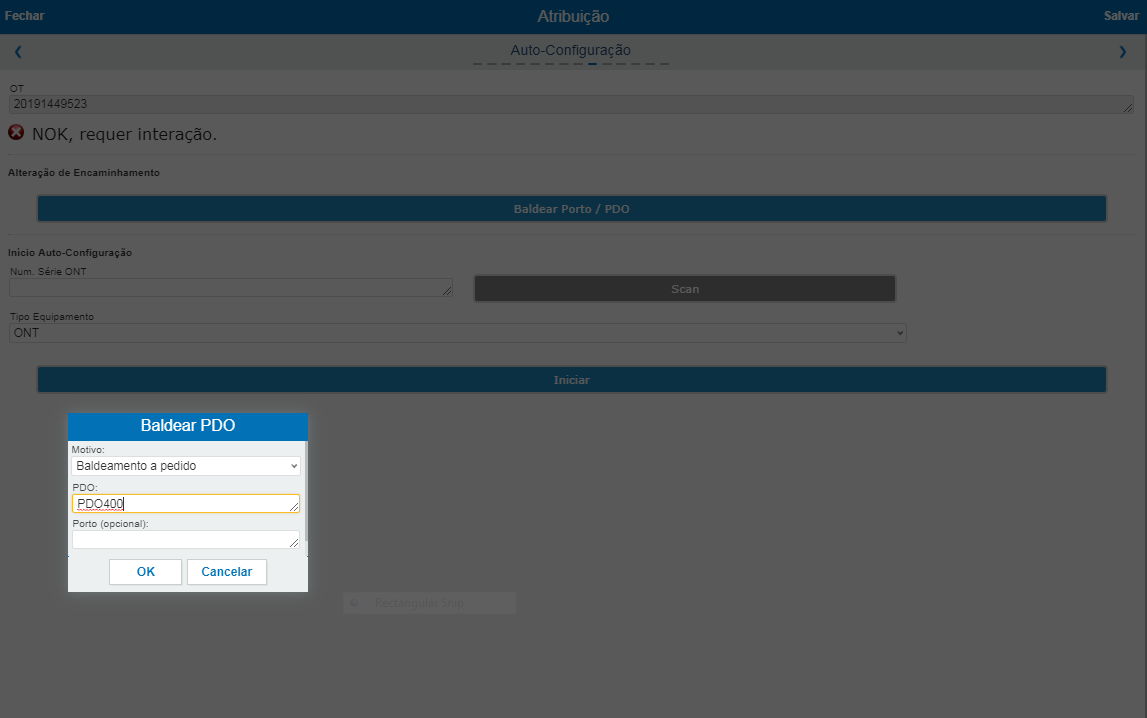 Fechar Atribuição Salvar
Auto-Configuração
OT
20191449523
NOK, requer interação.
Alteração de Encaminhamento
Baldear Porto / PDO
Inicio Auto-Configuração
Num. Série ONT
Scan
Tipo Equipamento
ONT
Iniciar
Baldear PDO
Motivo:
Baldeamento a pedido
PDO:
PDO400
Porto (opcional):
OK Cancelar
Rectangular Snip